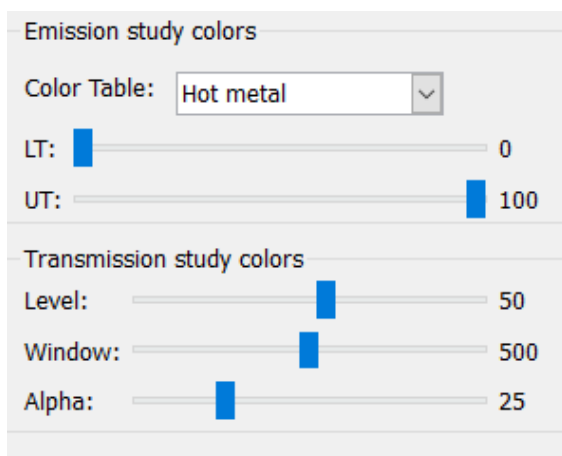 Emission study colors
Color Table: Hot metal
LT: 0
UT: 100
Transmission study colors
Level: 50
Window: 500
Alpha: 25